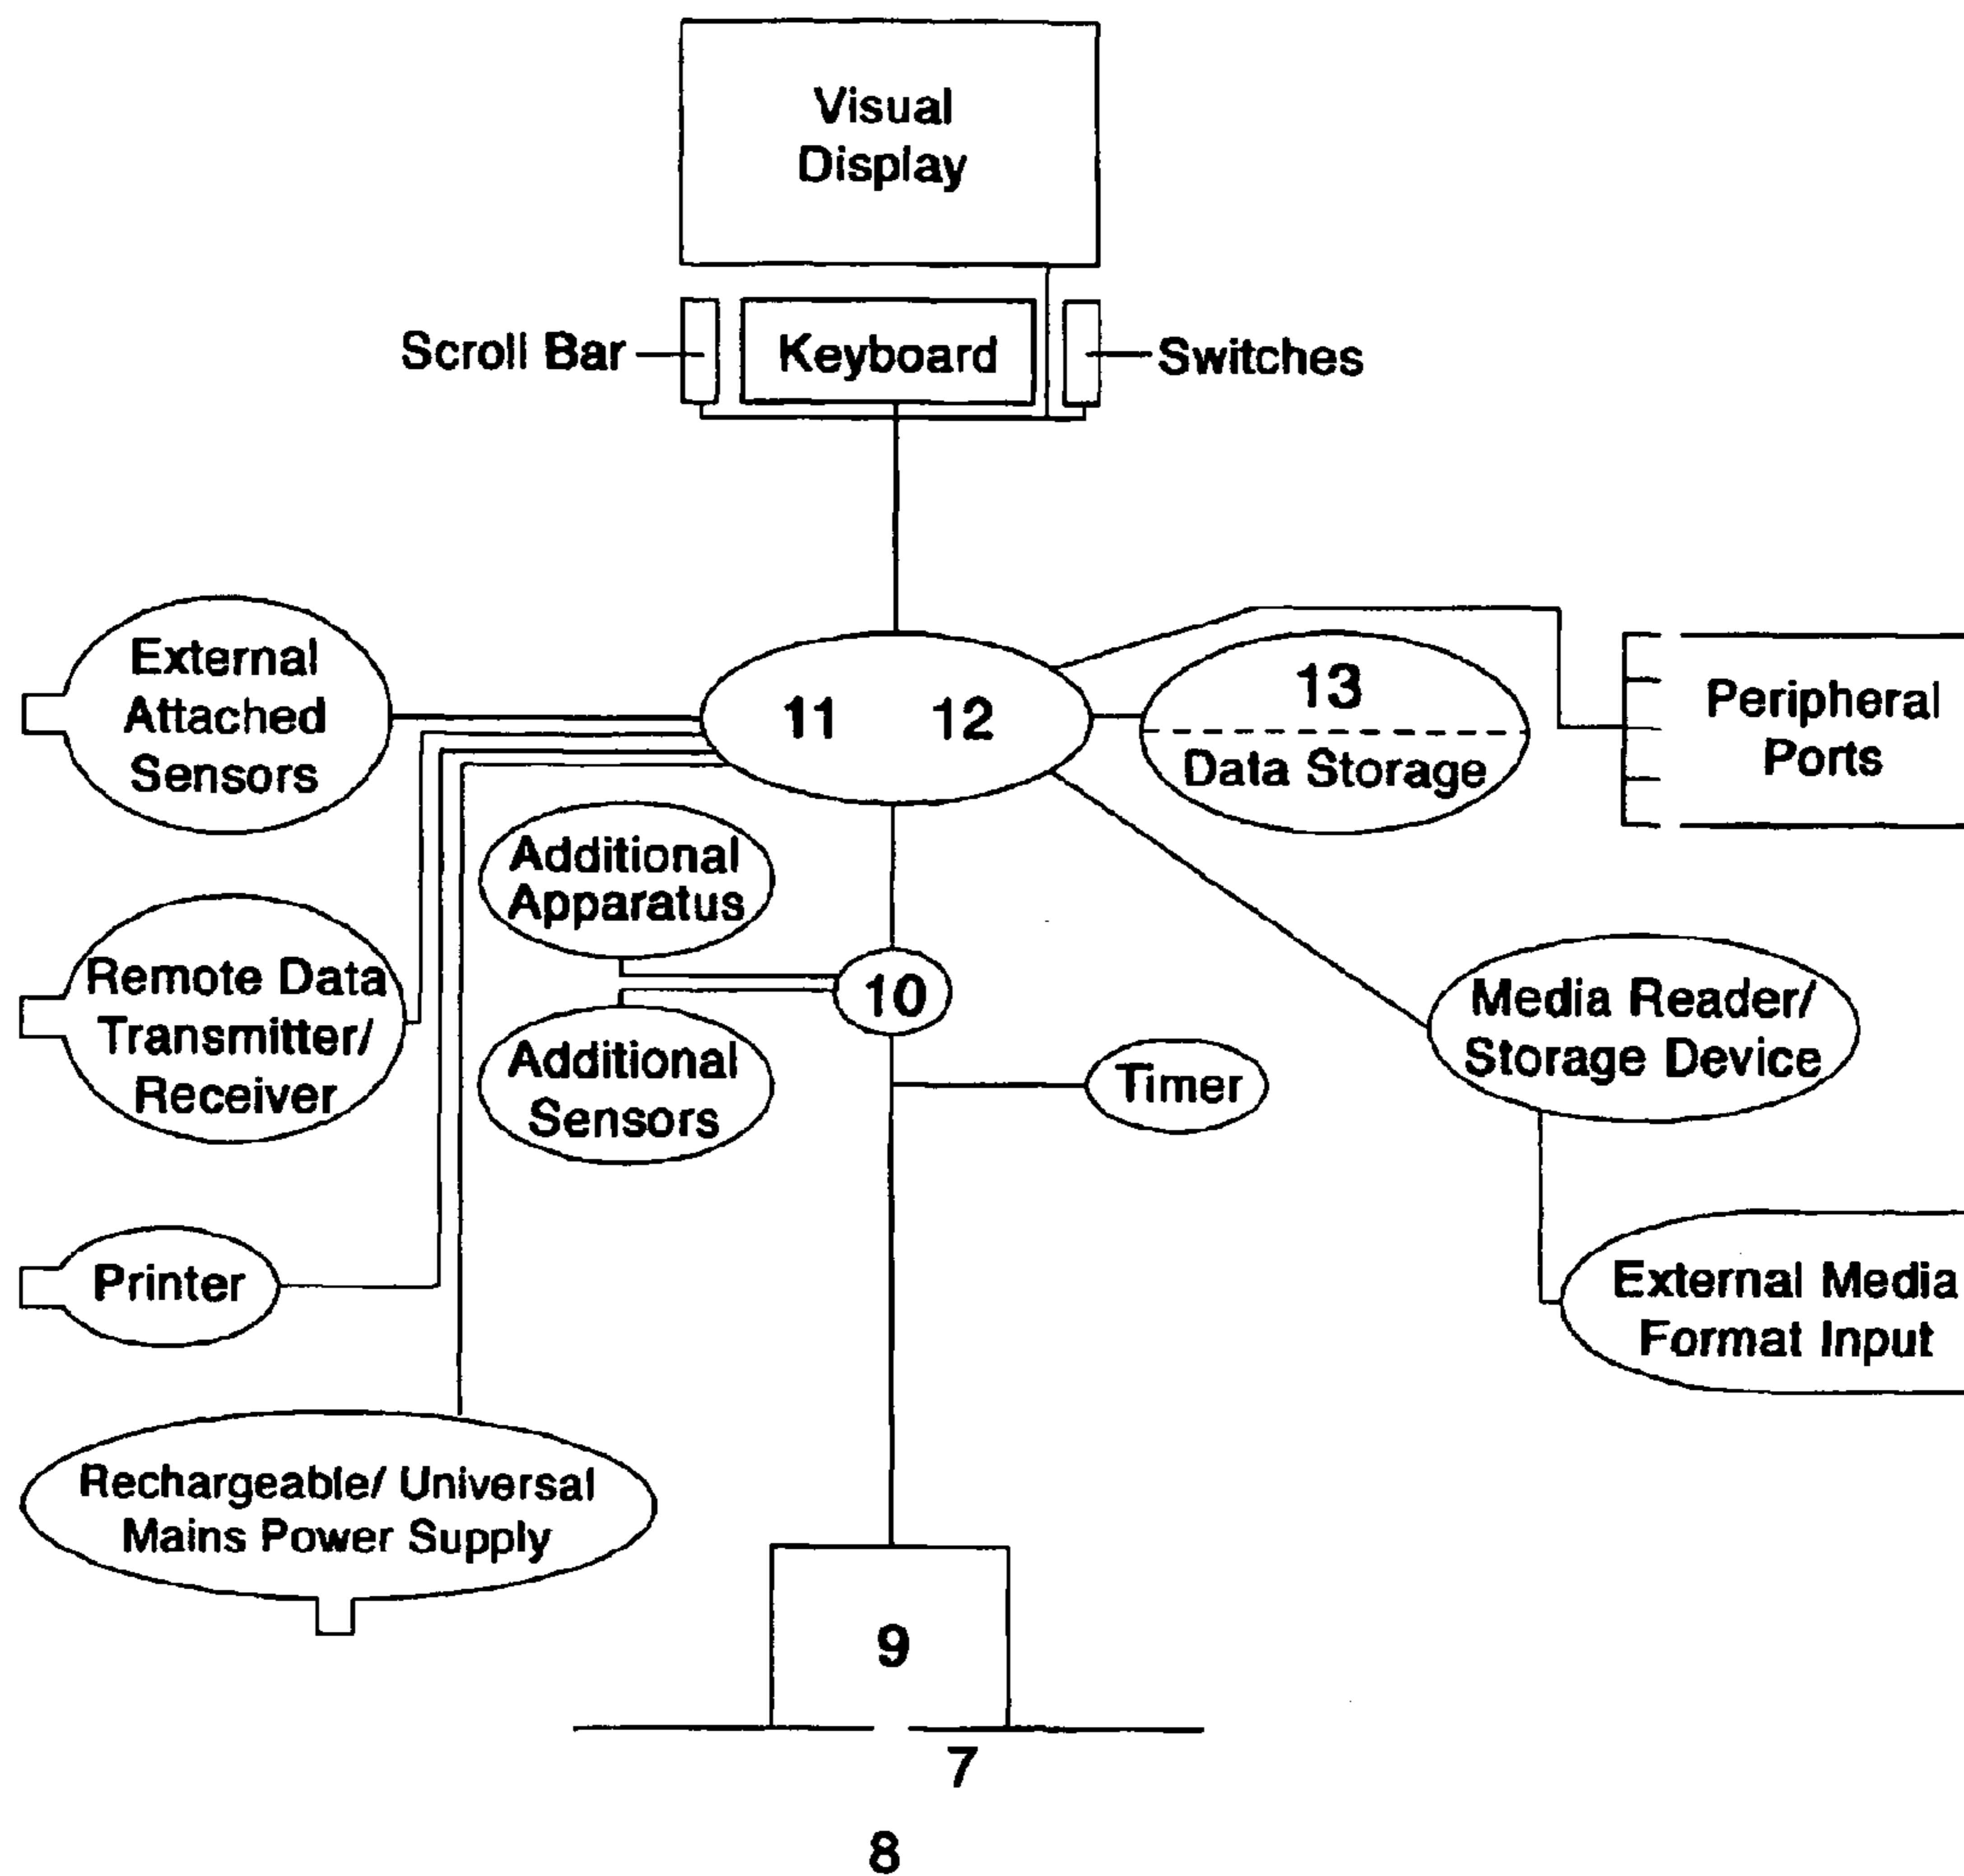 Visual
Display
Scroll Bar
Keyboard
Switches
External
Attached
Sensors
11 12
13
Data Storage
Peripheral
Ports
Additional
Apparatus
Remote Data
Transmitter/
Receiver
10
Additional
Sensors
Timer
Media Reader/
Storage Device
Printer
External Media
Format Input
Rechargeable/ Universal
Mains Power Supply
9
7
8